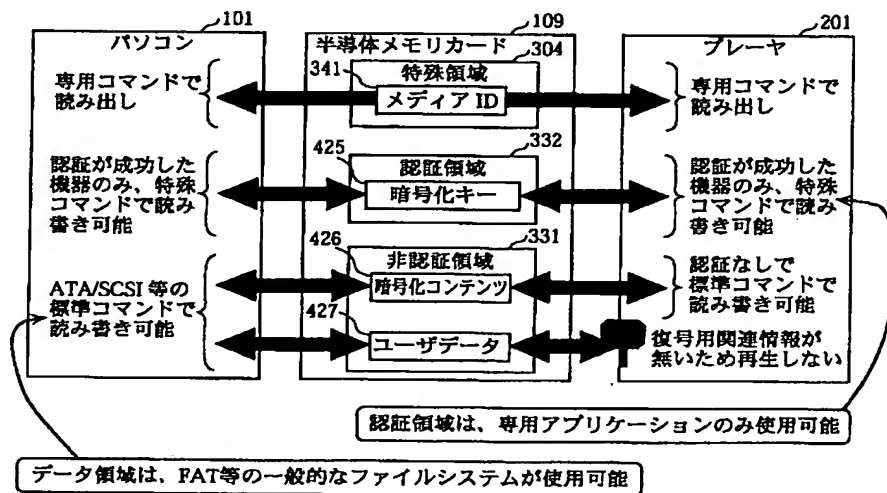 101
パソコン
専用コマンドで
読み出し
認証が成功した
機器のみ、特殊
コマンドで読み
書き可能
ATA/SCSI 等の
標準コマンドで
読み書き可能
109
半導体メモリカード
304
特殊領域
341
メディア ID
332
認証領域
425
暗号化キー
331
非認証領域
426
暗号化コンテンツ
427
ユーザデータ
201
プレーヤ
専用コマンドで
読み出し
認証が成功した
機器のみ、特殊
コマンドで読み
書き可能
認証なしで
標準コマンドで
読み書き可能
復号用関連情報が
無いため再生しない
認証領域は、専用アプリケーションのみ使用可能
データ領域は、FAT等の一般的なファイルシステムが使用可能